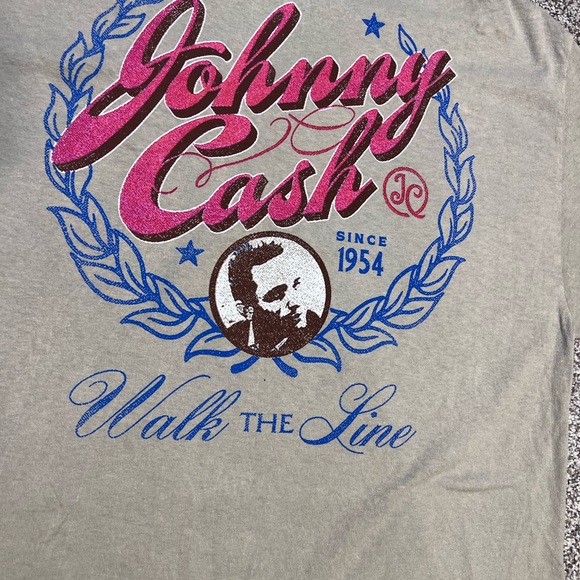 Johnny
Cash
JC
SINCE
1954
Walk THE Line